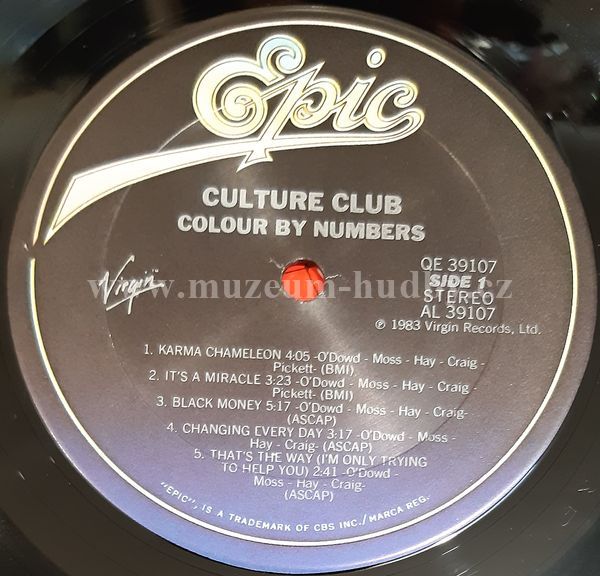 Epic
CULTURE CLUB
COLOUR BY NUMBERS
Virgin
QE 39107
SIDE 1
STEREO
AL 39107
℗ 1983 Virgin Records, Ltd.
www.muzeum-hudby.cz
1. KARMA CHAMELEON 4:05 -O'Dowd - Moss - Hay - Craig -
Pickett- (BMI)
2. IT'S A MIRACLE 3:23 -O'Dowd - Moss - Hay - Craig -
Pickett- (BMI)
3. BLACK MONEY 5:17 -O'Dowd - Moss - Hay - Craig-
(ASCAP)
4. CHANGING EVERY DAY 3:17 -O'Dowd - Moss -
Hay - Craig- (ASCAP)
5. THAT'S THE WAY (I'M ONLY TRYING
TO HELP YOU) 2:41 -O'Dowd -
Moss - Hay - Craig-
(ASCAP)
"EPIC", IS A TRADEMARK OF CBS INC./MARCA REG.